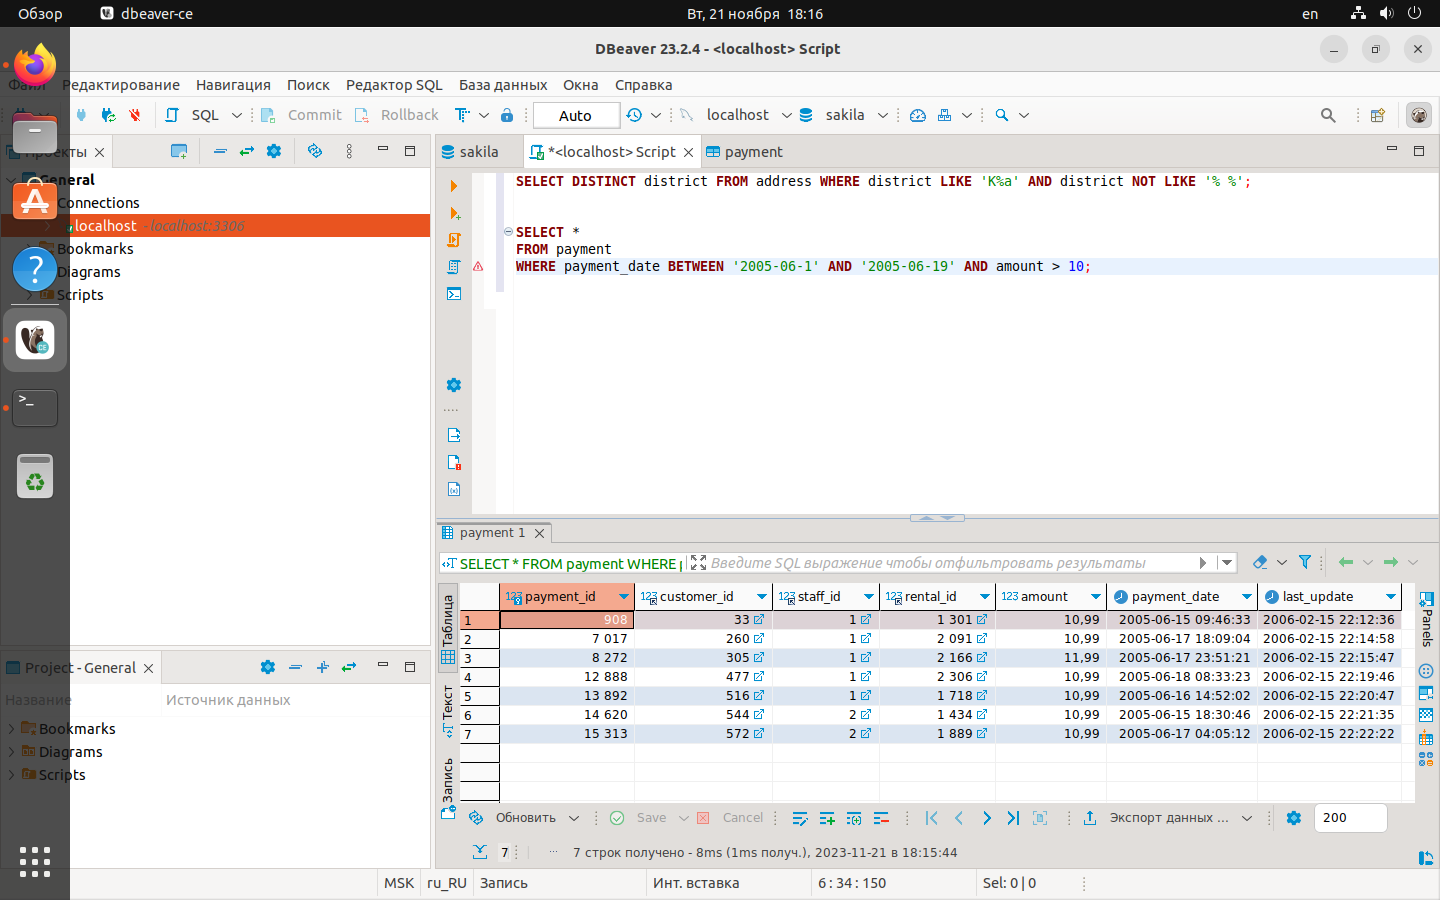 Обзор
dbeaver-ce
Вт, 21 ноября 18:16
en
DBeaver 23.2.4 - <localhost> Script
Файл
Редактирование
Навигация
Поиск
Редактор SQL
База данных
Окна
Справка
SQL
Commit
Rollback
Auto
localhost
sakila
Проекты
sakila
*<localhost> Script
payment
General
Connections
localhost - localhost:3306
Bookmarks
Diagrams
Scripts
SELECT DISTINCT district FROM address WHERE district LIKE 'K%a' AND district NOT LIKE '% %';
SELECT *
FROM payment
WHERE payment_date BETWEEN '2005-06-1' AND '2005-06-19' AND amount > 10;
payment 1
SELECT * FROM payment WHERE p
Введите SQL выражение чтобы отфильтровать результаты
Таблица
Текст
Запись
Panels
payment_id customer_id staff_id rental_id amount payment_date last_update
1 908 33 1 1 301 10,99 2005-06-15 09:46:33 2006-02-15 22:12:36
2 7 017 260 1 2 091 10,99 2005-06-17 18:09:04 2006-02-15 22:14:58
3 8 272 305 1 2 166 11,99 2005-06-17 23:51:21 2006-02-15 22:15:47
4 12 888 477 1 2 306 10,99 2005-06-18 08:33:23 2006-02-15 22:19:46
5 13 892 516 1 1 718 10,99 2005-06-16 14:52:02 2006-02-15 22:20:47
6 14 620 544 2 1 434 10,99 2005-06-15 18:30:46 2006-02-15 22:21:35
7 15 313 572 2 1 889 10,99 2005-06-17 04:05:12 2006-02-15 22:22:22
Project - General
Название
Источник данных
Bookmarks
Diagrams
Scripts
Обновить
Save
Cancel
Экспорт данных ...
200
7
7 строк получено - 8ms (1ms получ.), 2023-11-21 в 18:15:44
MSK
ru_RU
Запись
Инт. вставка
6 : 34 : 150
Sel: 0 | 0